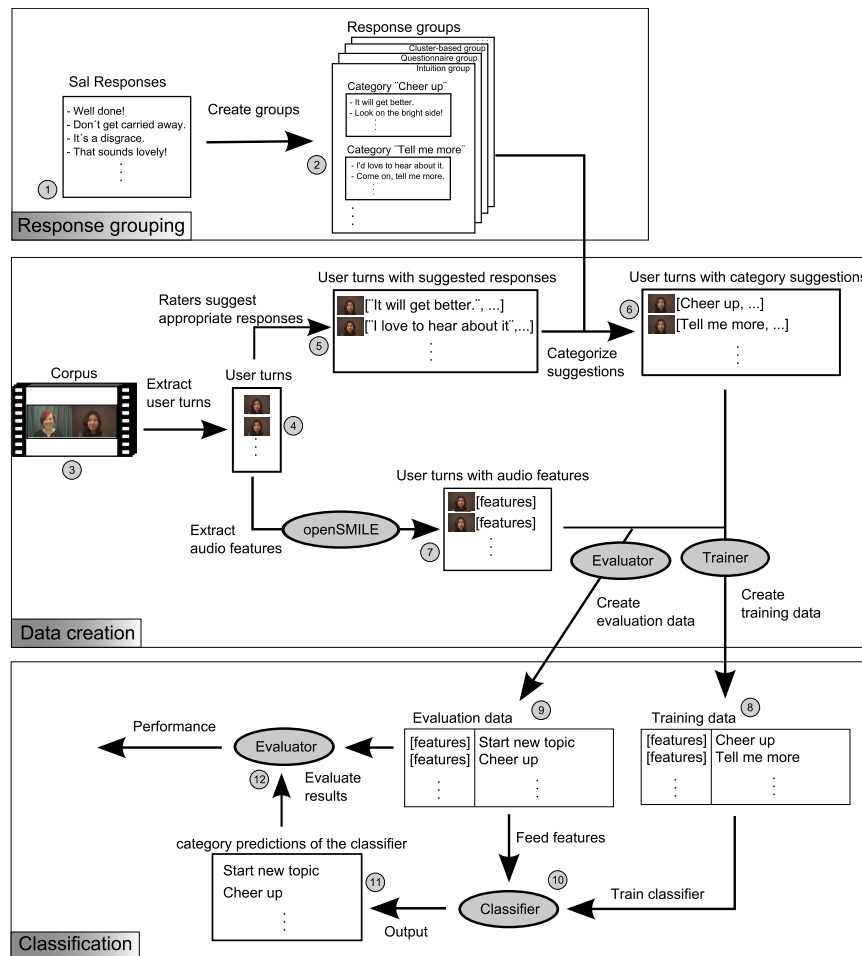 Response groups
. . .
Cluster-based group
Questionnaire group
Intuition group
Sal Responses
- Well done!
- Don´t get carried away.
- It´s a disgrace.
- That sounds lovely!
1
Create groups
2
Category ¨Cheer up¨
- It will get better.
- Look on the bright side!
Category ¨Tell me more¨
- I'd love to hear about it.
- Come on, tell me more.
Response grouping
User turns with suggested responses
[¨It will get better.¨, ...]
[¨I love to hear about it¨,...]
5
Raters suggest
appropriate responses
User turns with category suggestions
6
[Cheer up, ...]
[Tell me more, ...]
Categorize
suggestions
Corpus
3
Extract
user turns
User turns
4
Extract
audio features
openSMILE
User turns with audio features
[features]
[features]
7
Evaluator
Trainer
Create
evaluation data
Create
training data
Data creation
9
Evaluation data
[features] Start new topic
[features] Cheer up
8
Training data
[features] Cheer up
[features] Tell me more
Performance
Evaluator
12
Evaluate
results
Feed features
category predictions of the classifier
Start new topic
Cheer up
11
Output
10
Classifier
Train classifier
Classification